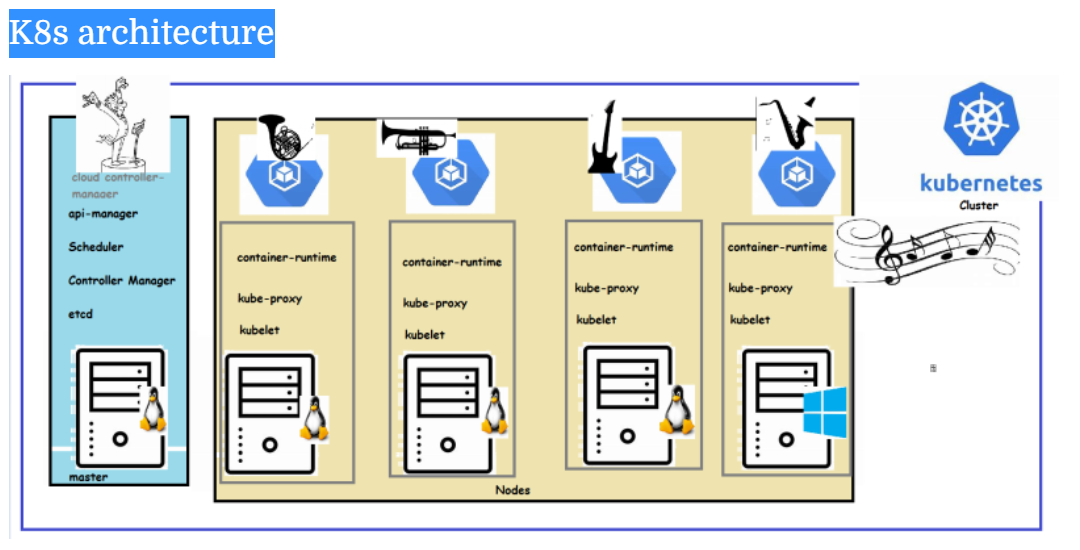 K8s architecture
cloud controller-
manager
api-manager
Scheduler
Controller Manager
etcd
master
container-runtime
kube-proxy
kubelet
container-runtime
kube-proxy
kubelet
container-runtime
kube-proxy
kubelet
container-runtime
kube-proxy
kubelet
Nodes
kubernetes
Cluster